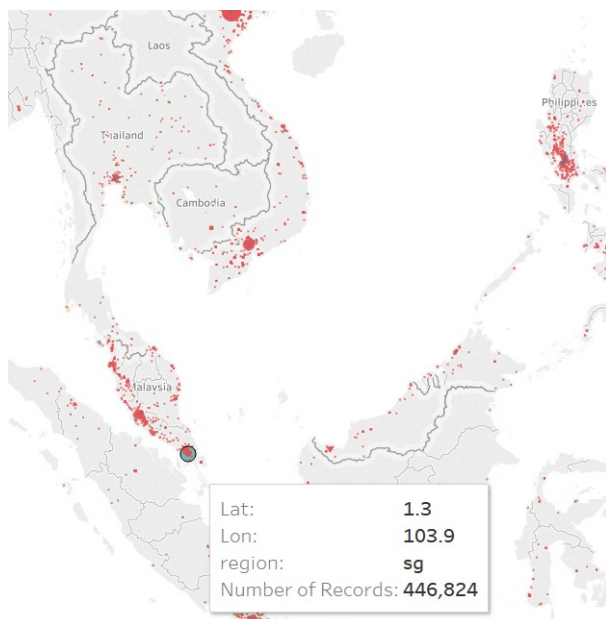 Laos
Philippines
Thailand
Cambodia
Malaysia
Lat: 1.3
Lon: 103.9
region: sg
Number of Records: 446,824